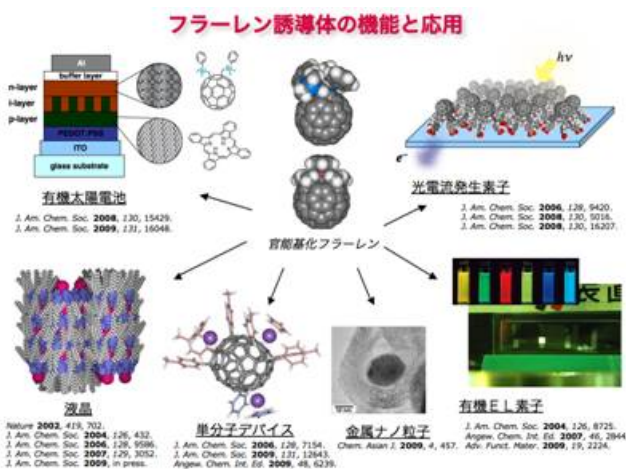 フラーレン誘導体の機能と応用
Al
buffer layer
n-layer
i-layer
p-layer
PEDOT:PSS
ITO
glass substrate
有機太陽電池
J. Am. Chem. Soc. 2008, 130, 15429.
J. Am. Chem. Soc. 2009, 131, 16048.
官能基化フラーレン
hν
e⁻
光電流発生素子
J. Am. Chem. Soc. 2006, 128, 9420.
J. Am. Chem. Soc. 2008, 130, 5016.
J. Am. Chem. Soc. 2008, 130, 16207.
液晶
Nature 2002, 419, 702.
J. Am. Chem. Soc. 2004, 126, 432.
J. Am. Chem. Soc. 2006, 128, 9586.
J. Am. Chem. Soc. 2007, 129, 3052.
J. Am. Chem. Soc. 2009, in press.
単分子デバイス
J. Am. Chem. Soc. 2006, 128, 7154.
J. Am. Chem. Soc. 2009, 131, 12643.
Angew. Chem. Int. Ed. 2009, 48, 6239.
金属ナノ粒子
Chem. Asian J. 2009, 4, 457.
有機EL素子
J. Am. Chem. Soc. 2004, 126, 8725.
Angew. Chem. Int. Ed. 2007, 46, 2844.
Adv. Funct. Mater. 2009, 19, 2224.